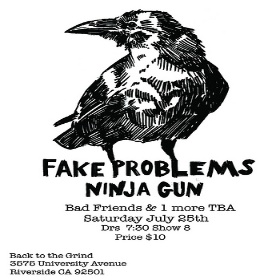 FAKE PROBLEMS
NINJA GUN
Bad Friends & 1 more TBA
Saturday July 25th
Drs 7:30 Show 8
Price $10
Back to the Grind
3575 University Avenue
Riverside CA 92501